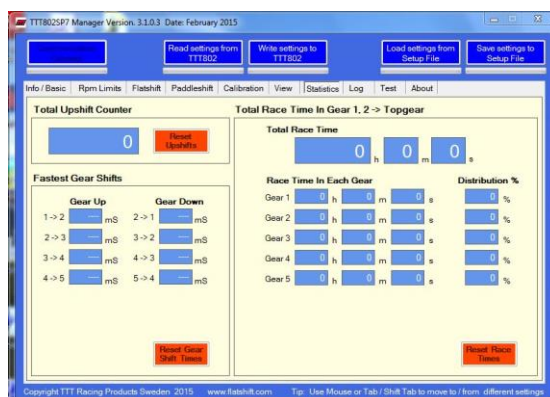 TTT802SP7 Manager Version. 3.1.0.3 Date: February 2015
Read settings from TTT802
Write settings to TTT802
Load settings from Setup File
Save settings to Setup File
Info / Basic Rpm Limits Flatshift Paddleshift Calibration View Statistics Log Test About
Total Upshift Counter
0
Reset Upshifts
Fastest Gear Shifts
Gear Up Gear Down
1 -> 2 ---- mS 2 -> 1 ---- mS
2 -> 3 ---- mS 3 -> 2 ---- mS
3 -> 4 ---- mS 4 -> 3 ---- mS
4 -> 5 ---- mS 5 -> 4 ---- mS
Reset Gear Shift Times
Total Race Time In Gear 1, 2 -> Topgear
Total Race Time
0 h 0 m 0 s
Race Time In Each Gear Distribution %
Gear 1 0 h 0 m 0 s 0 %
Gear 2 0 h 0 m 0 s 0 %
Gear 3 0 h 0 m 0 s 0 %
Gear 4 0 h 0 m 0 s 0 %
Gear 5 0 h 0 m 0 s 0 %
Reset Race Times
Copyright TTT Racing Products Sweden 2015 www.flatshift.com Tip: Use Mouse or Tab / Shift Tab to move to / from different settings